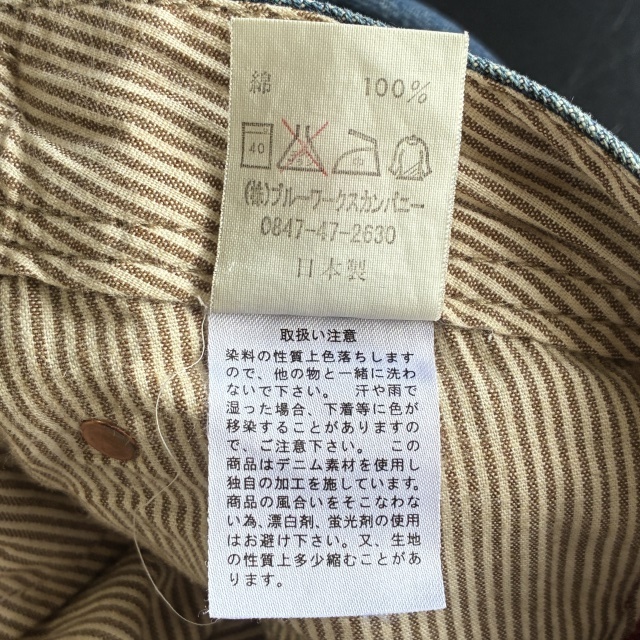 綿 100%
40
(株)ブルーワークスカンパニー
0847-47-2630
日本製
取扱い注意
染料の性質上色落ちします
ので、他の物と一緒に洗わ
ないで下さい。 汗や雨で
湿った場合、下着等に色が
移染することがありますの
で、ご注意下さい。 この
商品はデニム素材を使用し
独自の加工を施しています。
商品の風合いをそこなわない
為、漂白剤、蛍光剤の使用
はお避け下さい。又、生地
の性質上多少縮むことがあ
ります。